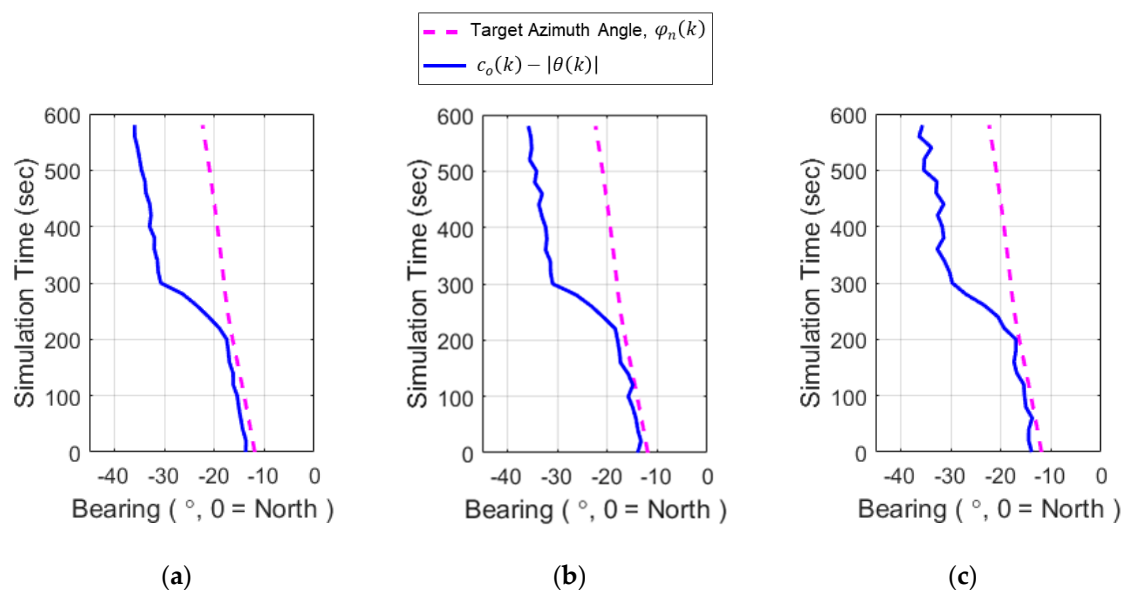 Target Azimuth Angle, φₙ(k)
cₒ(k) − |θ(k)|
600
500
400
300
200
100
0
Simulation Time (sec)
-40 -30 -20 -10 0
Bearing ( °, 0 = North )
(a)
600
500
400
300
200
100
0
Simulation Time (sec)
-40 -30 -20 -10 0
Bearing ( °, 0 = North )
(b)
600
500
400
300
200
100
0
Simulation Time (sec)
-40 -30 -20 -10 0
Bearing ( °, 0 = North )
(c)